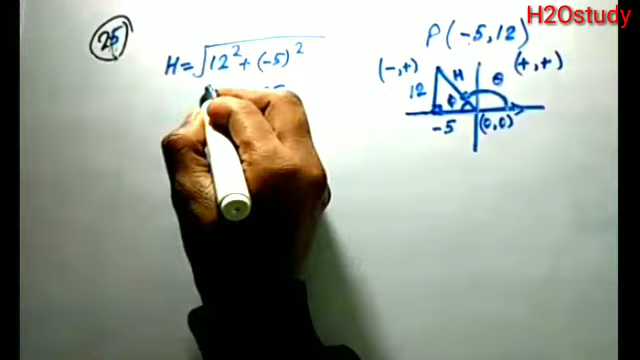 H2Ostudy
25
H = √12² + (-5)²
P(-5, 12)
(-, +)
(+, +)
H
θ
12
-5
(0, 0)